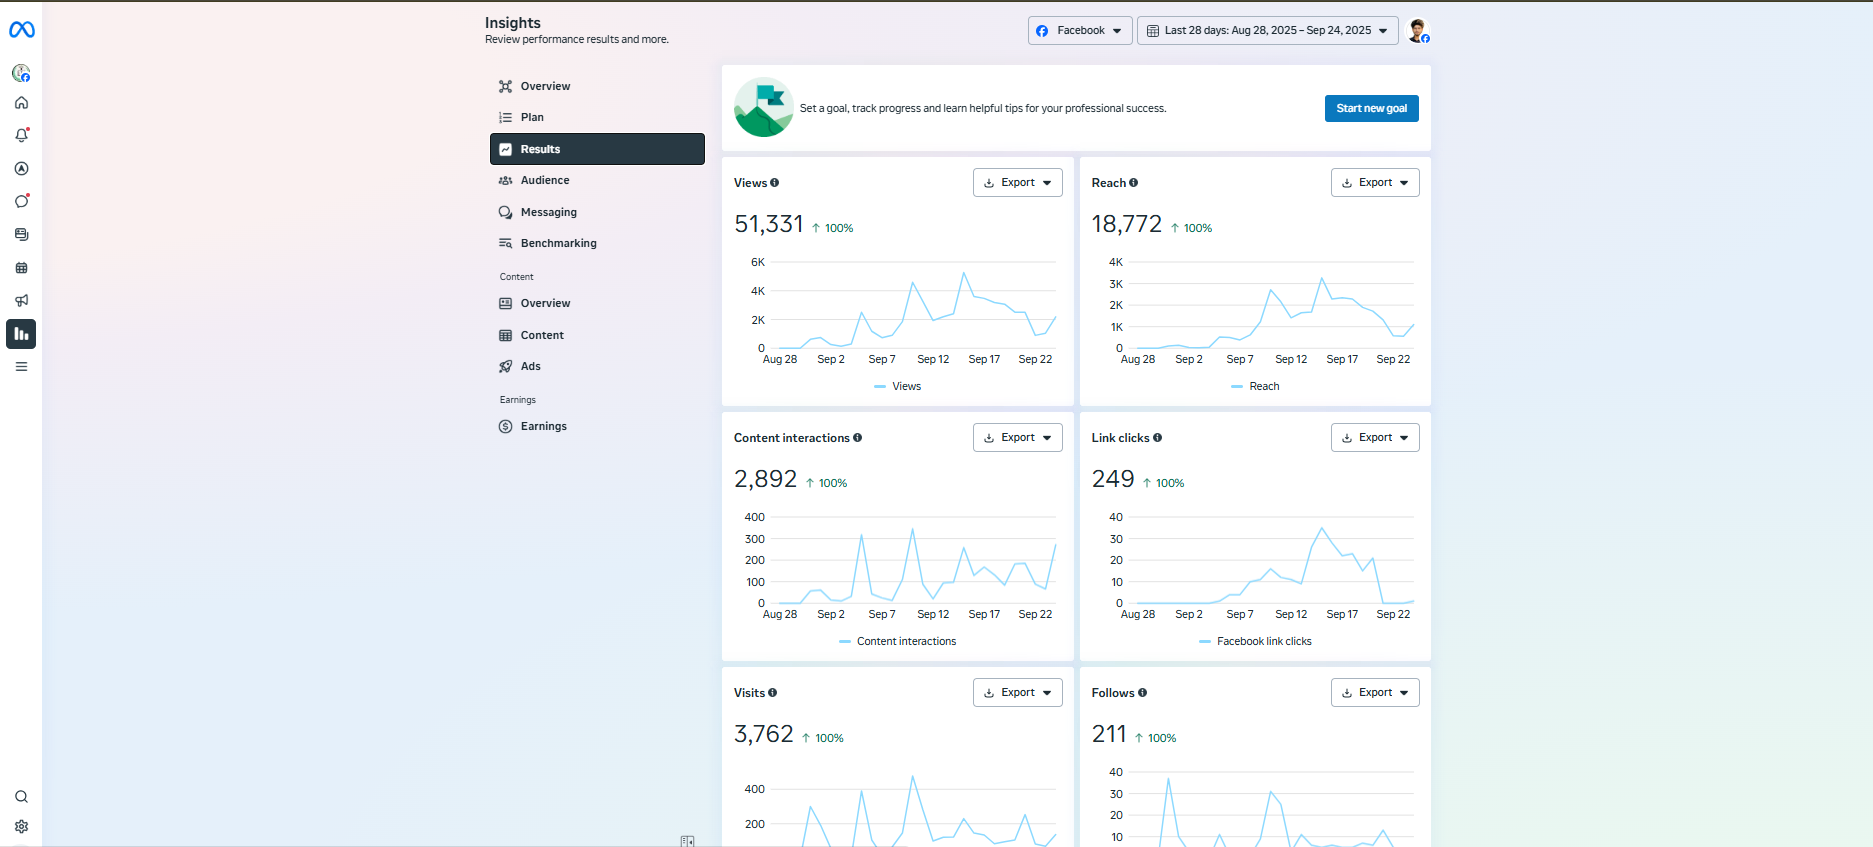 Insights
Review performance results and more.
Facebook
Last 28 days: Aug 28, 2025 – Sep 24, 2025
Overview
Plan
Results
Audience
Messaging
Benchmarking
Content
Overview
Content
Ads
Earnings
Earnings
Set a goal, track progress and learn helpful tips for your professional success.
Start new goal
Views
Export
51,331 ↑ 100%
6K
4K
2K
0
Aug 28 Sep 2 Sep 7 Sep 12 Sep 17 Sep 22
Views
Reach
Export
18,772 ↑ 100%
4K
3K
2K
1K
0
Aug 28 Sep 2 Sep 7 Sep 12 Sep 17 Sep 22
Reach
Content interactions
Export
2,892 ↑ 100%
400
300
200
100
0
Aug 28 Sep 2 Sep 7 Sep 12 Sep 17 Sep 22
Content interactions
Link clicks
Export
249 ↑ 100%
40
30
20
10
0
Aug 28 Sep 2 Sep 7 Sep 12 Sep 17 Sep 22
Facebook link clicks
Visits
Export
3,762 ↑ 100%
400
200
Follows
Export
211 ↑ 100%
40
30
20
10